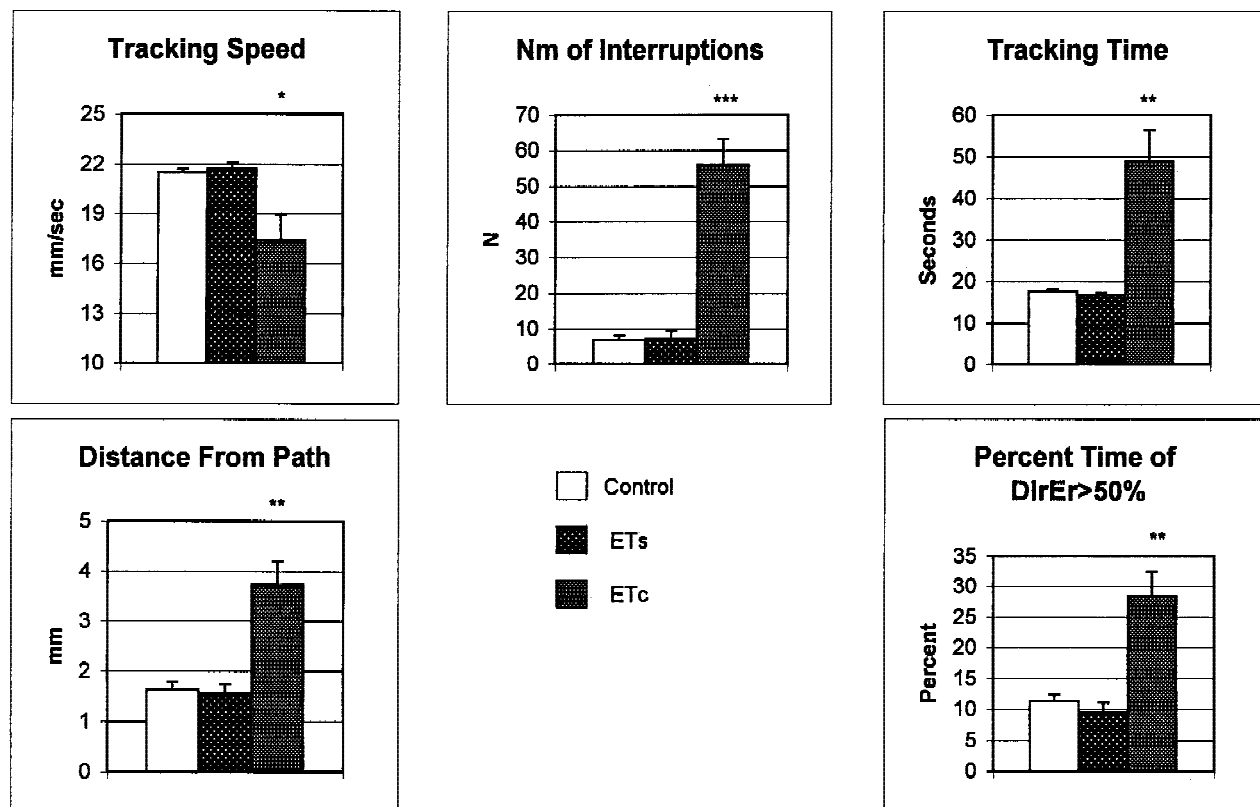 Tracking Speed
*
25
22
19
16
13
10
mm/sec
Nm of Interruptions
***
70
60
50
40
30
20
10
0
N
Tracking Time
**
60
50
40
30
20
10
0
Seconds
Distance From Path
**
5
4
3
2
1
0
mm
Control
ETs
ETc
Percent Time of
DirEr>50%
**
35
30
25
20
15
10
5
0
Percent